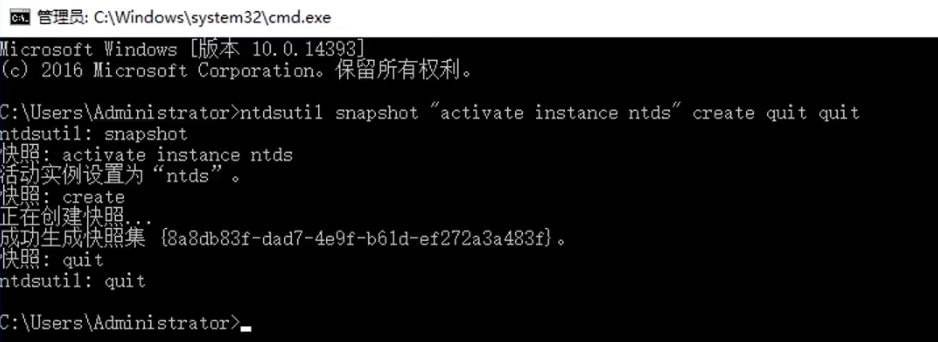 管理员: C:\Windows\system32\cmd.exe
Microsoft Windows [版本 10.0.14393]
(c) 2016 Microsoft Corporation。保留所有权利。
C:\Users\Administrator>ntdsutil snapshot "activate instance ntds" create quit quit
ntdsutil: snapshot
快照: activate instance ntds
活动实例设置为“ntds”。
快照: create
正在创建快照...
成功生成快照集 {8a8db83f-dad7-4e9f-b61d-ef272a3a483f}。
快照: quit
ntdsutil: quit
C:\Users\Administrator>